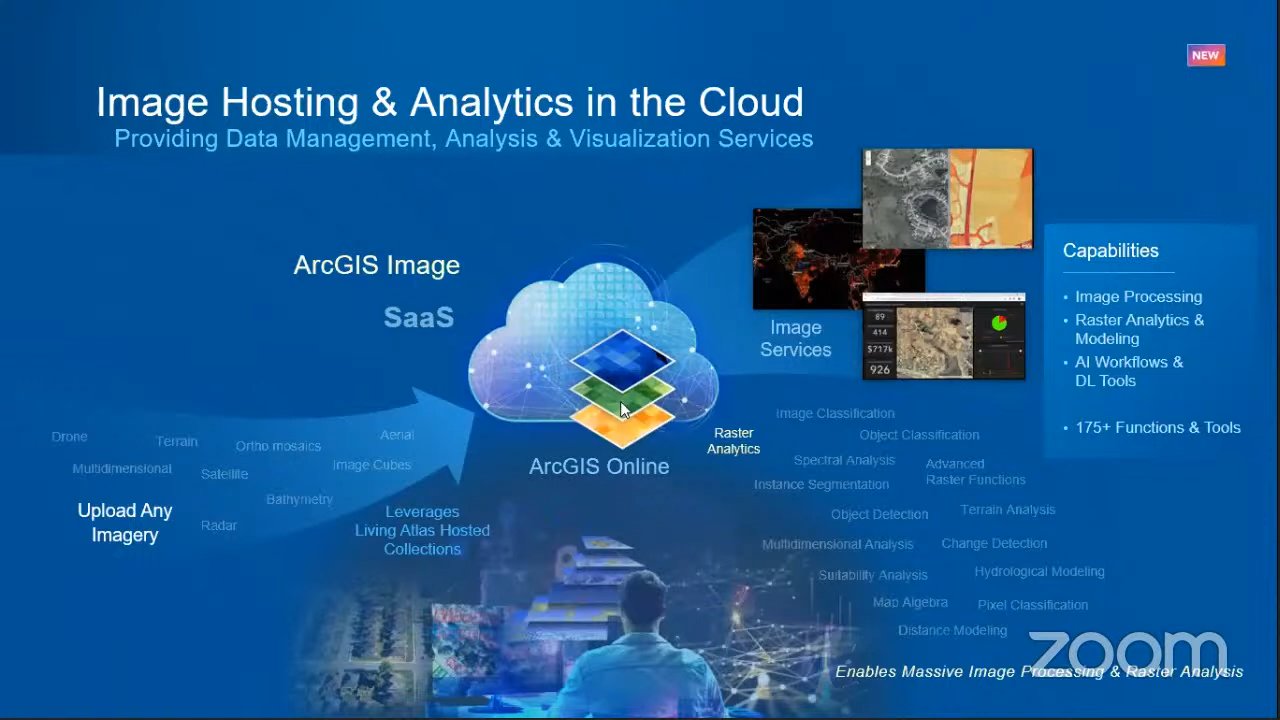 NEW
Image Hosting & Analytics in the Cloud
Providing Data Management, Analysis & Visualization Services
ArcGIS Image
SaaS
Image
Services
89
414
$717k
926
Capabilities
• Image Processing
• Raster Analytics &
Modeling
• AI Workflows &
DL Tools
• 175+ Functions & Tools
Drone
Terrain
Ortho mosaics
Aerial
Multidimensional
Satellite
Image Cubes
Bathymetry
Radar
Upload Any
Imagery
Leverages
Living Atlas Hosted
Collections
ArcGIS Online
Raster
Analytics
Image Classification
Object Classification
Spectral Analysis
Advanced
Raster Functions
Instance Segmentation
Object Detection
Terrain Analysis
Multidimensional Analysis
Change Detection
Suitability Analysis
Hydrological Modeling
Map Algebra
Pixel Classification
Distance Modeling
zoom
Enables Massive Image Processing & Raster Analysis